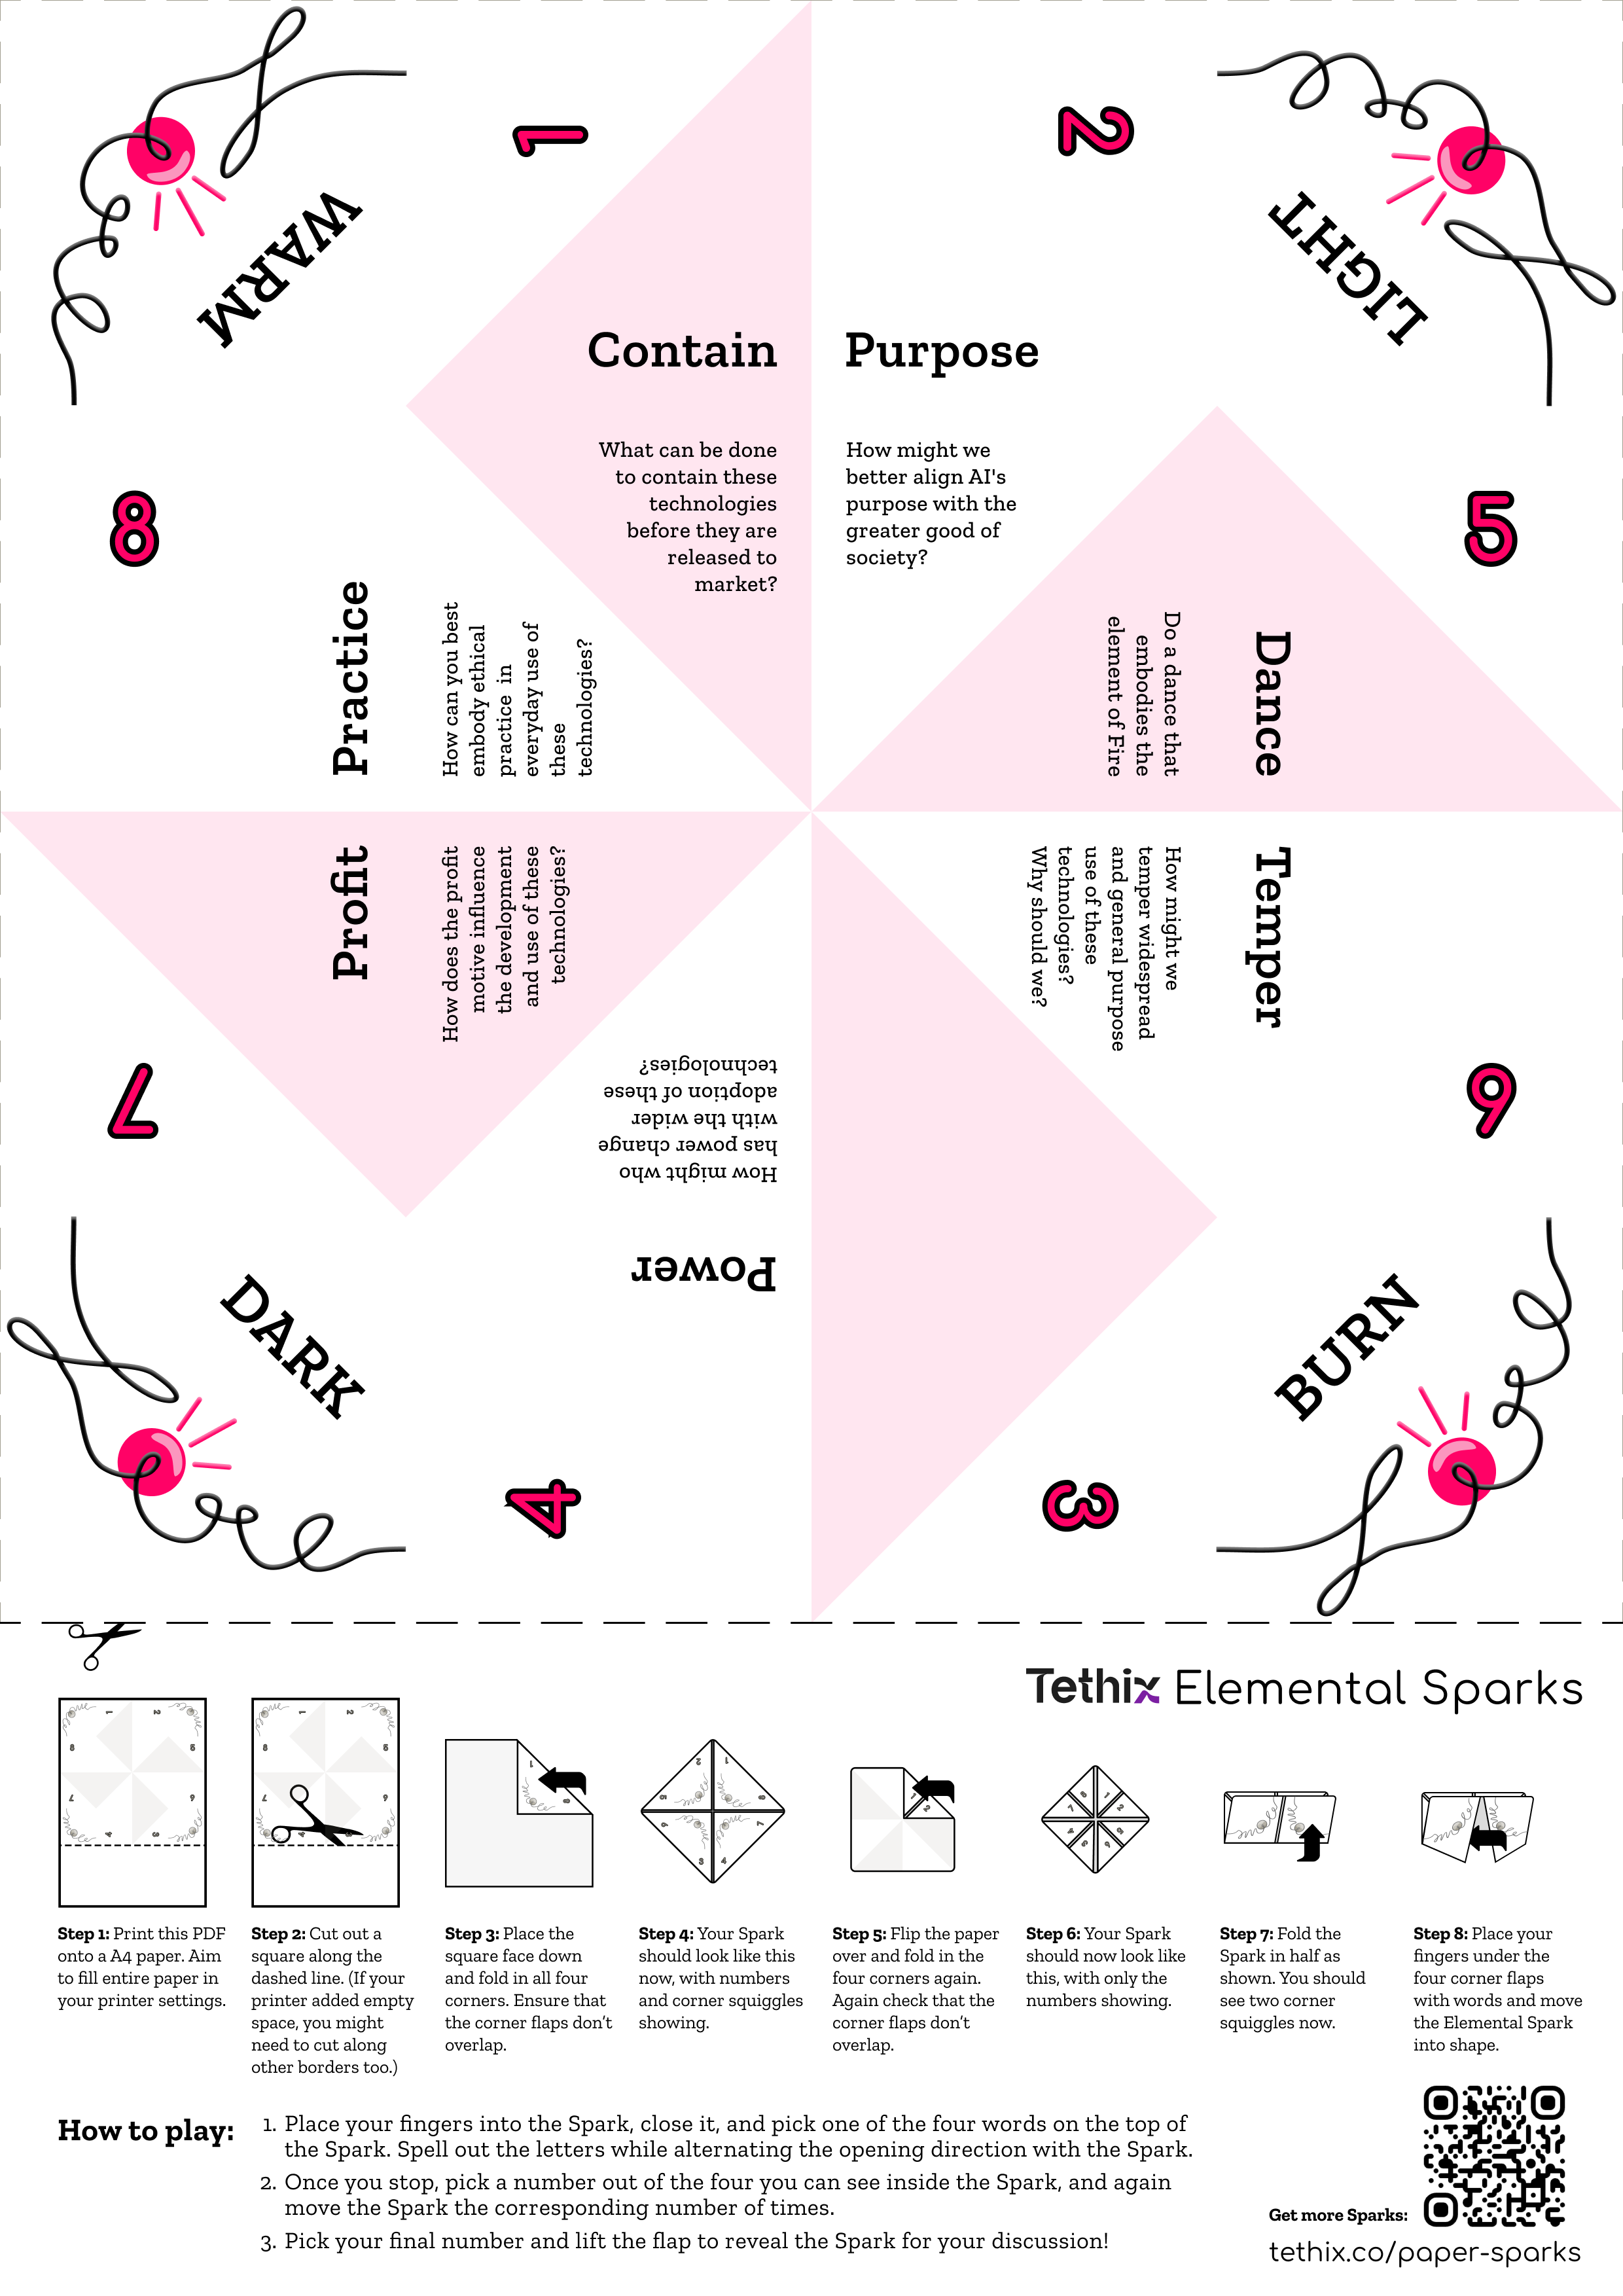 1
2
WARM
LIGHT
Contain
What can be done
to contain these
technologies
before they are
released to
market?
Purpose
How might we
better align AI's
purpose with the
greater good of
society?
8
5
Practice
How can you best
embody ethical
practice in
everyday use of
these
technologies?
Dance
Do a dance that
embodies the
element of Fire
Profit
How does the profit
motive influence
the development
and use of these
technologies?
Temper
How might we
temper widespread
and general purpose
use of these
technologies?
Why should we?
7
6
Power
How might who
has power change
with the wider
adoption of these
technologies?
DARK
BURN
4
3
Tethix Elemental Sparks
Step 1: Print this PDF
onto a A4 paper. Aim
to fill entire paper in
your printer settings.
Step 2: Cut out a
square along the
dashed line. (If your
printer added empty
space, you might
need to cut along
other borders too.)
Step 3: Place the
square face down
and fold in all four
corners. Ensure that
the corner flaps don't
overlap.
Step 4: Your Spark
should look like this
now, with numbers
and corner squiggles
showing.
Step 5: Flip the paper
over and fold in the
four corners again.
Again check that the
corner flaps don't
overlap.
Step 6: Your Spark
should now look like
this, with only the
numbers showing.
Step 7: Fold the
Spark in half as
shown. You should
see two corner
squiggles now.
Step 8: Place your
fingers under the
four corner flaps
with words and move
the Elemental Spark
into shape.
How to play:
1. Place your fingers into the Spark, close it, and pick one of the four words on the top of
the Spark. Spell out the letters while alternating the opening direction with the Spark.
2. Once you stop, pick a number out of the four you can see inside the Spark, and again
move the Spark the corresponding number of times.
3. Pick your final number and lift the flap to reveal the Spark for your discussion!
Get more Sparks:
tethix.co/paper-sparks